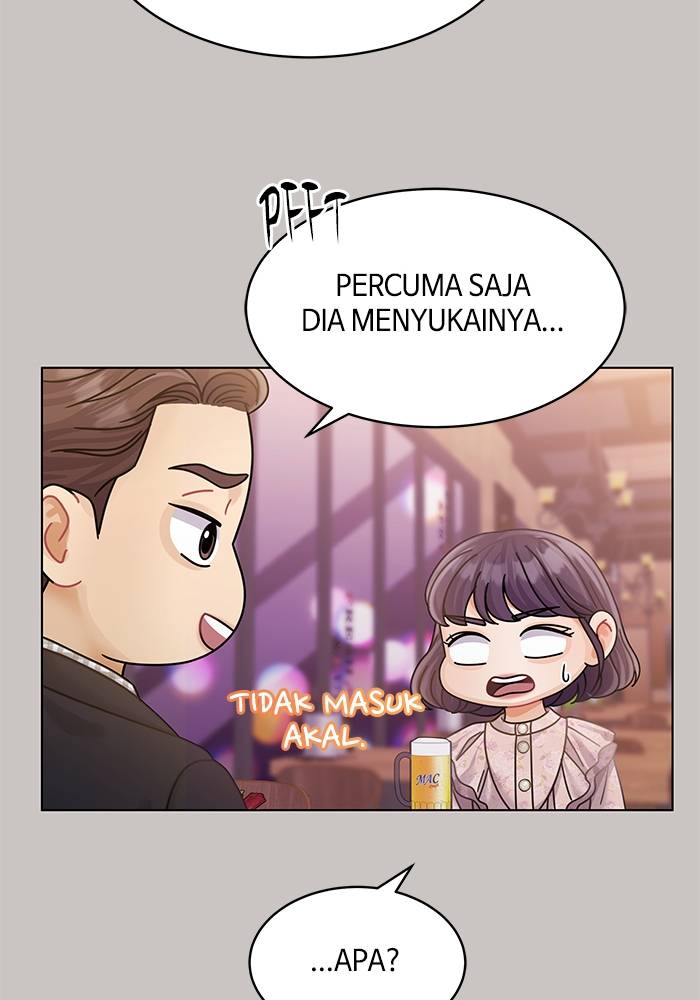 PFFT
PERCUMA SAJA
DIA MENYUKAINYA...
TIDAK MASUK
AKAL.
MAC
...APA?